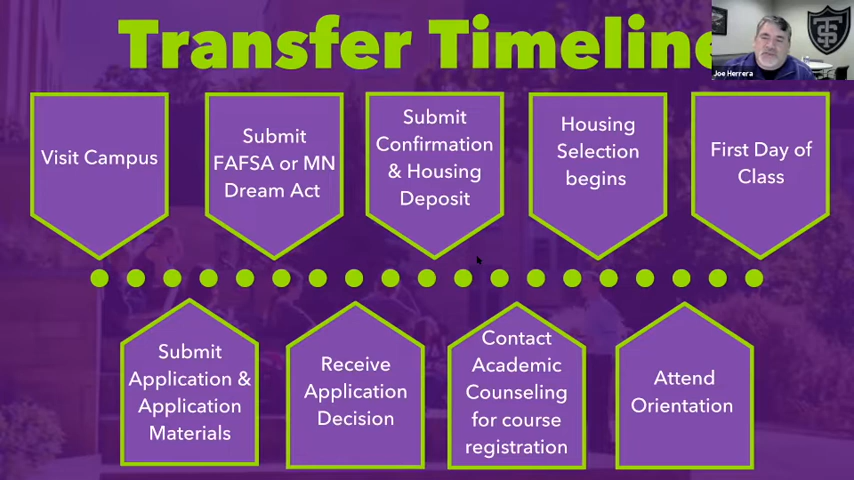 Transfer Timeline
Joe Herrera
Visit Campus
Submit
FAFSA or MN
Dream Act
Submit
Confirmation
& Housing
Deposit
Housing
Selection
begins
First Day of
Class
Submit
Application &
Application
Materials
Receive
Application
Decision
Contact
Academic
Counseling
for course
registration
Attend
Orientation